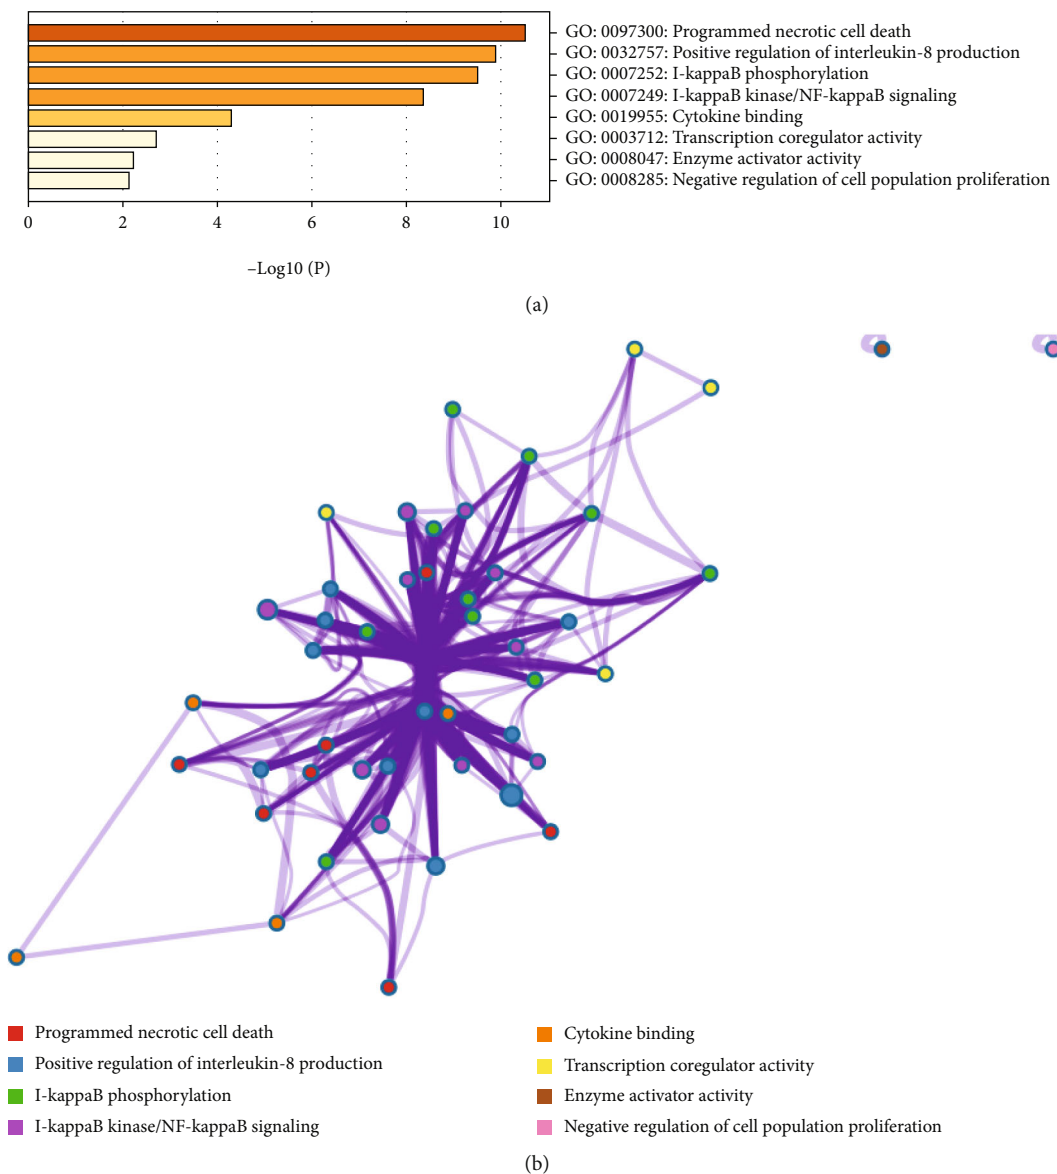 GO: 0097300: Programmed necrotic cell death
GO: 0032757: Positive regulation of interleukin-8 production
GO: 0007252: I-kappaB phosphorylation
GO: 0007249: I-kappaB kinase/NF-kappaB signaling
GO: 0019955: Cytokine binding
GO: 0003712: Transcription coregulator activity
GO: 0008047: Enzyme activator activity
GO: 0008285: Negative regulation of cell population proliferation
0 2 4 6 8 10
–Log10 (P)
(a)
Programmed necrotic cell death
Positive regulation of interleukin-8 production
I-kappaB phosphorylation
I-kappaB kinase/NF-kappaB signaling
Cytokine binding
Transcription coregulator activity
Enzyme activator activity
Negative regulation of cell population proliferation
(b)